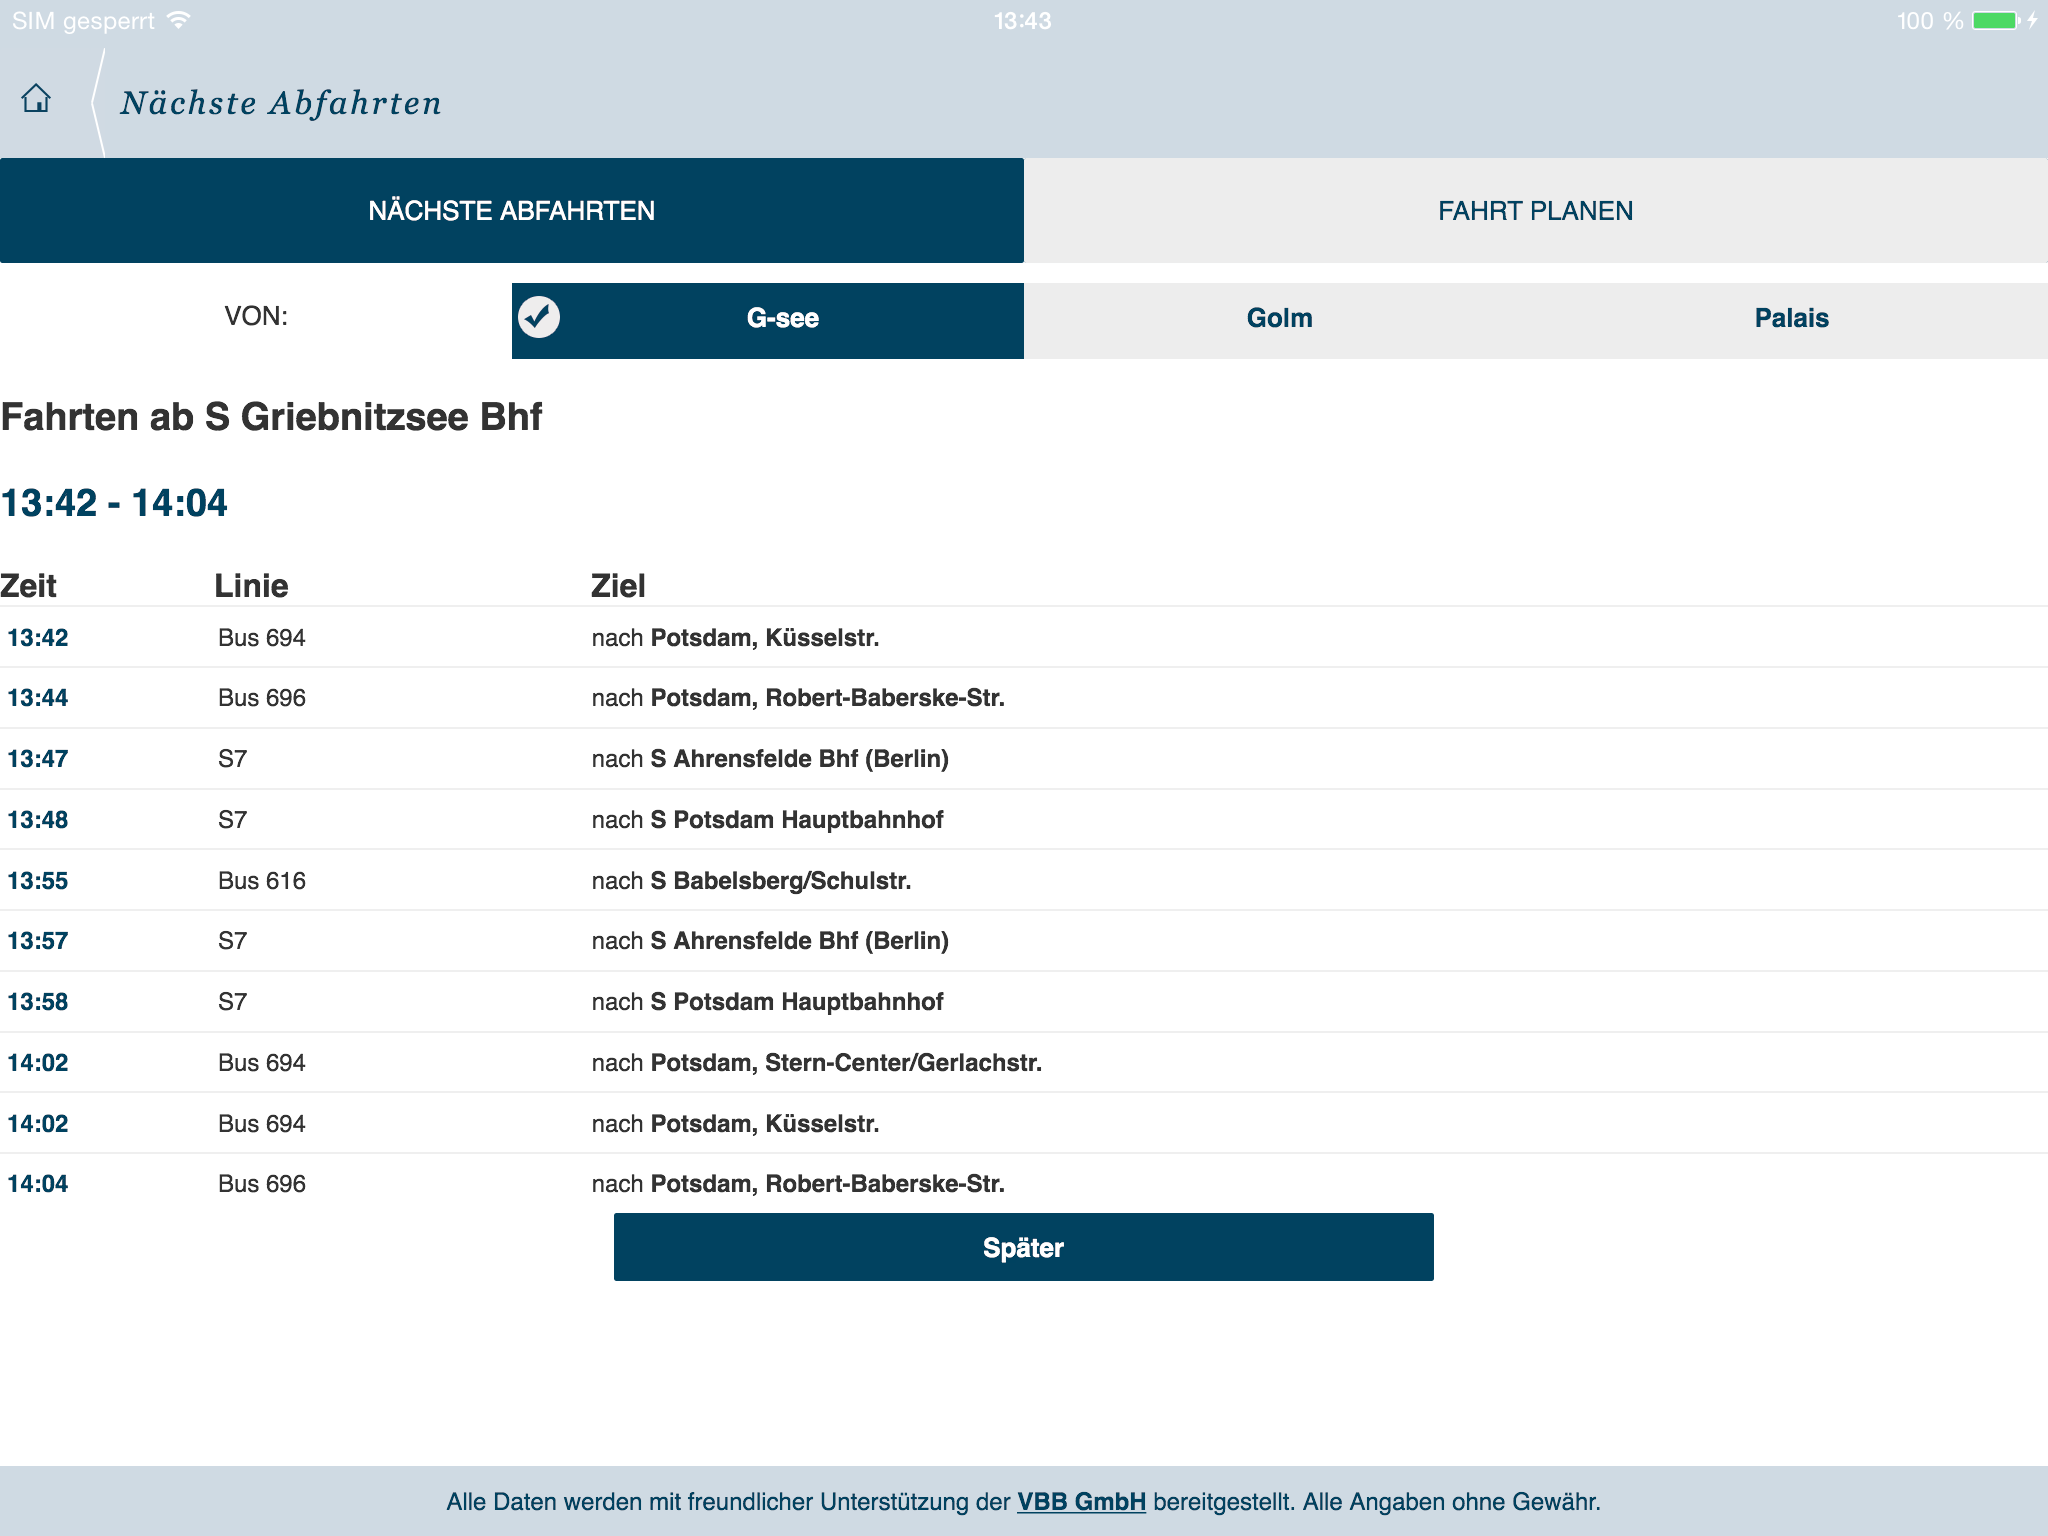 SIM gesperrt 13:43 100 %
Nächste Abfahrten
NÄCHSTE ABFAHRTEN FAHRT PLANEN
VON: G-see Golm Palais
Fahrten ab S Griebnitzsee Bhf
13:42 - 14:04
Zeit Linie Ziel
13:42 Bus 694 nach Potsdam, Küsselstr.
13:44 Bus 696 nach Potsdam, Robert-Baberske-Str.
13:47 S7 nach S Ahrensfelde Bhf (Berlin)
13:48 S7 nach S Potsdam Hauptbahnhof
13:55 Bus 616 nach S Babelsberg/Schulstr.
13:57 S7 nach S Ahrensfelde Bhf (Berlin)
13:58 S7 nach S Potsdam Hauptbahnhof
14:02 Bus 694 nach Potsdam, Stern-Center/Gerlachstr.
14:02 Bus 694 nach Potsdam, Küsselstr.
14:04 Bus 696 nach Potsdam, Robert-Baberske-Str.
Später
Alle Daten werden mit freundlicher Unterstützung der VBB GmbH bereitgestellt. Alle Angaben ohne Gewähr.